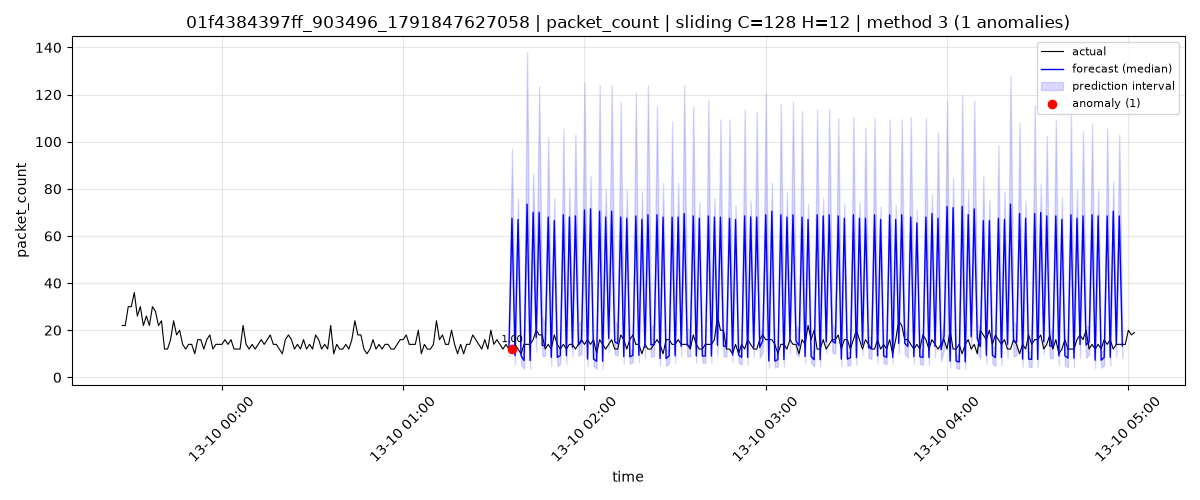 01f4384397ff_903496_1791847627058 | packet_count | sliding C=128 H=12 | method 3 (1 anomalies)
actual
forecast (median)
prediction interval
anomaly (1)
packet_count
140
120
100
80
60
40
20
0
1.00
13-10 00:00
13-10 01:00
13-10 02:00
13-10 03:00
13-10 04:00
13-10 05:00
time